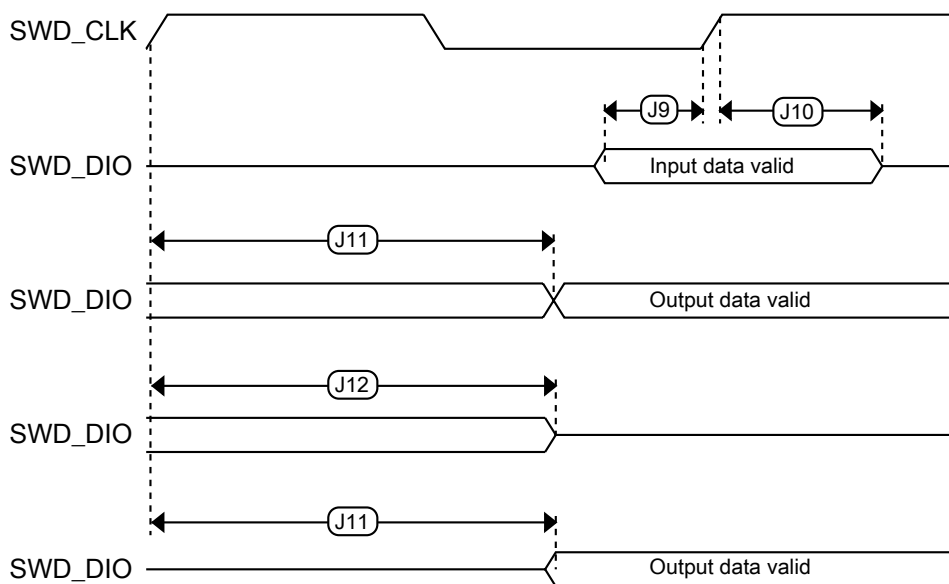 SWD_CLK
J9
J10
SWD_DIO
Input data valid
J11
SWD_DIO
Output data valid
J12
SWD_DIO
J11
SWD_DIO
Output data valid